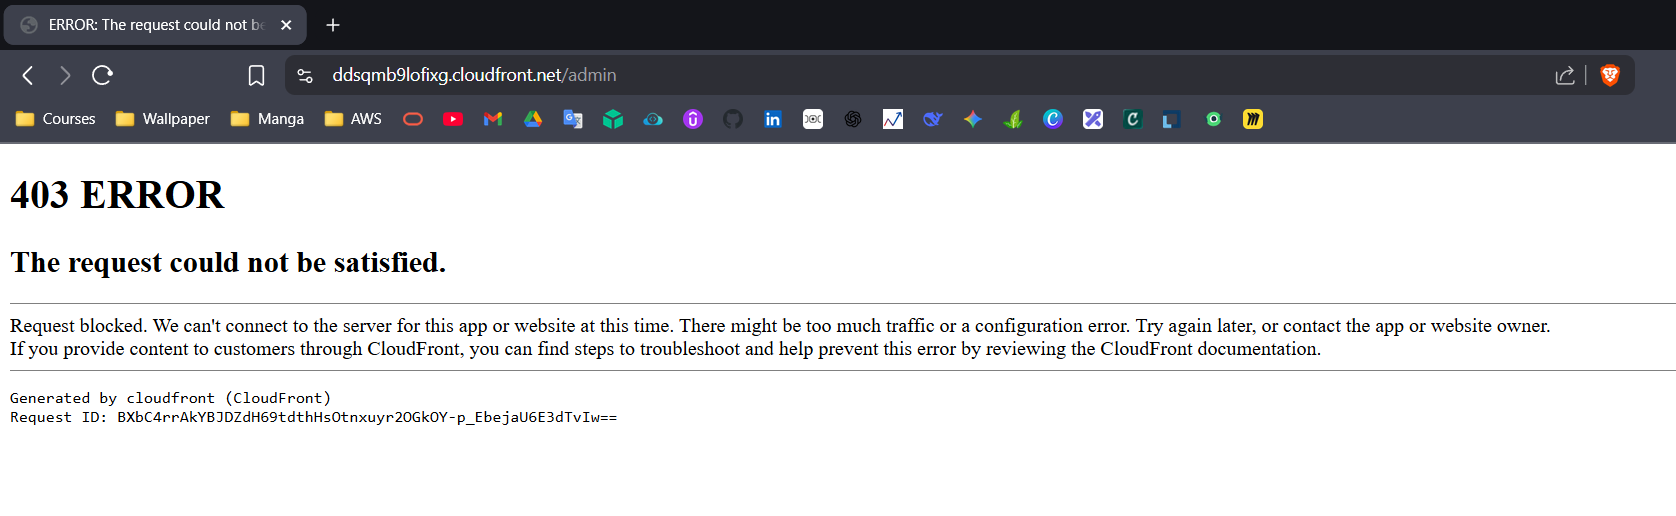 ERROR: The request could not be
ddsqmb9lofixg.cloudfront.net/admin
Courses Wallpaper Manga AWS
403 ERROR
The request could not be satisfied.
Request blocked. We can't connect to the server for this app or website at this time. There might be too much traffic or a configuration error. Try again later, or contact the app or website owner.
If you provide content to customers through CloudFront, you can find steps to troubleshoot and help prevent this error by reviewing the CloudFront documentation.
Generated by cloudfront (CloudFront)
Request ID: BXbC4rrAkYBJDZdH69tdthHsOtnxuyr2OGkOY-p_EbejaU6E3dTvIw==